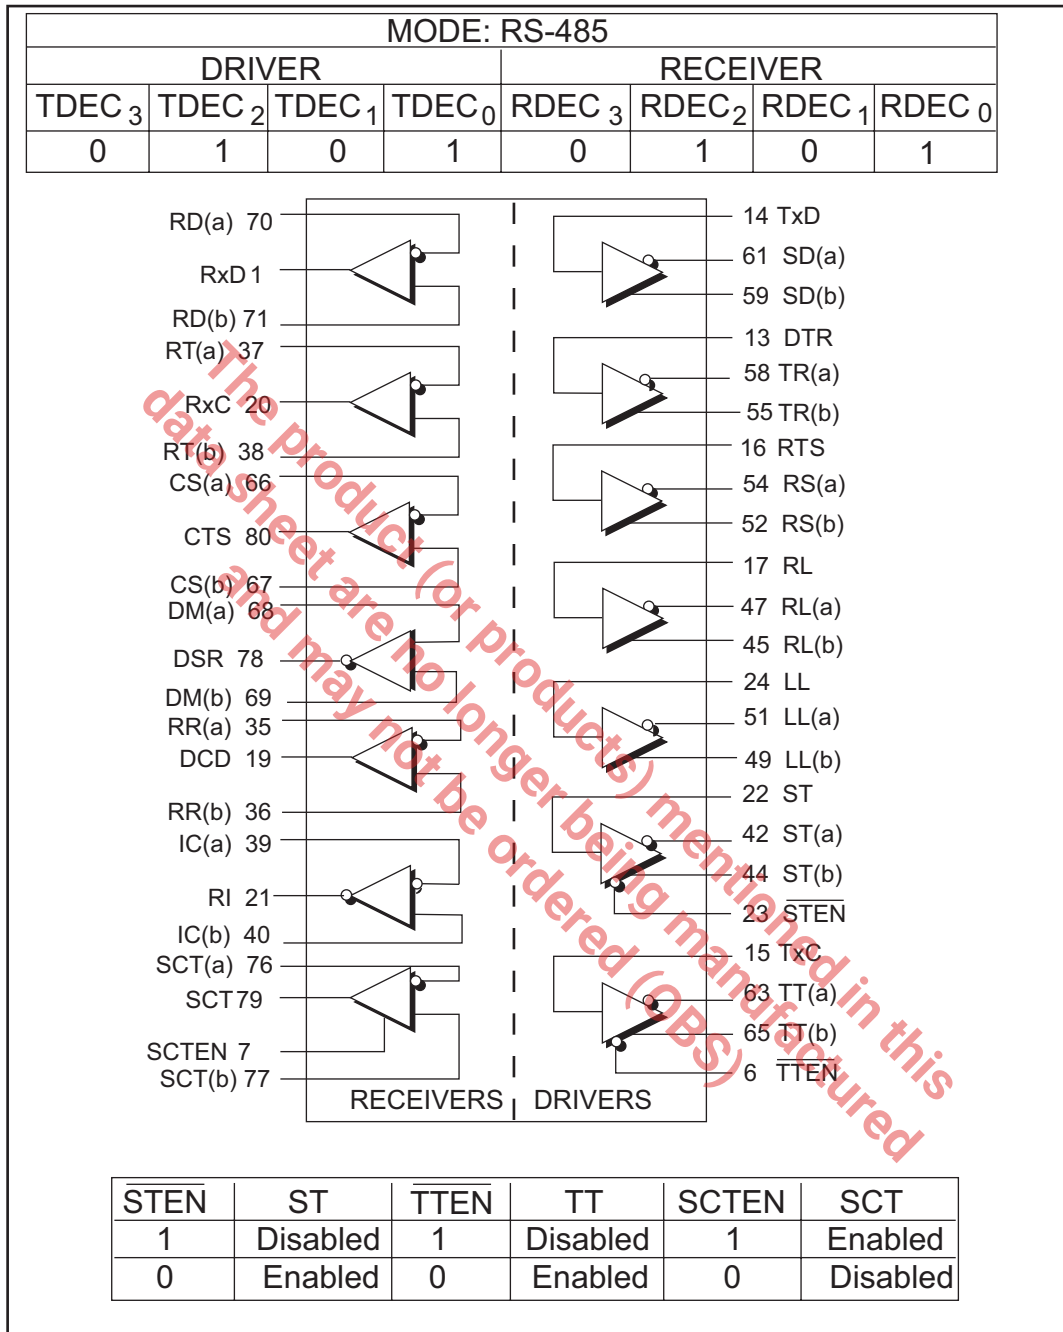 MODE: RS-485
DRIVER RECEIVER
TDEC3 TDEC2 TDEC1 TDEC0 RDEC3 RDEC2 RDEC1 RDEC0
0 1 0 1 0 1 0 1
RD(a) 70
RxD 1
RD(b) 71
RT(a) 37
RxC 20
RT(b) 38
CS(a) 66
CTS 80
CS(b) 67
DM(a) 68
DSR 78
DM(b) 69
RR(a) 35
DCD 19
RR(b) 36
IC(a) 39
RI 21
IC(b) 40
SCT(a) 76
SCT 79
SCTEN 7
SCT(b) 77
14 TxD
61 SD(a)
59 SD(b)
13 DTR
58 TR(a)
55 TR(b)
16 RTS
54 RS(a)
52 RS(b)
17 RL
47 RL(a)
45 RL(b)
24 LL
51 LL(a)
49 LL(b)
22 ST
42 ST(a)
44 ST(b)
23 STEN
15 TxC
63 TT(a)
65 TT(b)
6 TTEN
RECEIVERS DRIVERS
The product (or products) mentioned in this
data sheet are no longer being manufactured
and may not be ordered (OBS)
STEN ST TTEN TT SCTEN SCT
1 Disabled 1 Disabled 1 Enabled
0 Enabled 0 Enabled 0 Disabled